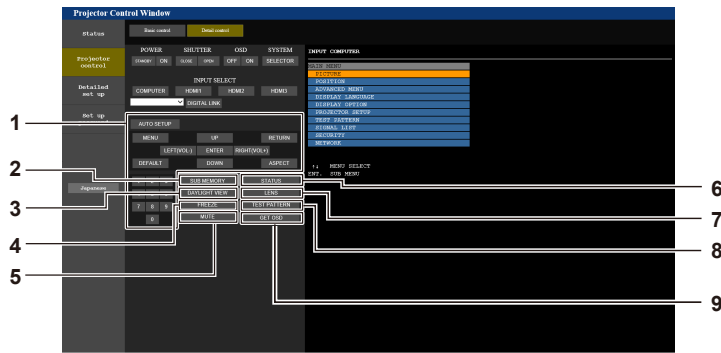 Projector Control Window
Status
Projector control
Detailed set up
Set up
Japanese
Basic control
Detail control
POWER SHUTTER OSD SYSTEM
STANDBY ON CLOSE OPEN OFF ON SELECTOR
INPUT SELECT
COMPUTER HDMI1 HDMI2 HDMI3
DIGITAL LINK
AUTO SETUP
MENU UP RETURN
LEFT(VOL-) ENTER RIGHT(VOL+)
DEFAULT DOWN ASPECT
SUB MEMORY STATUS
DAYLIGHT VIEW LENS
7 8 9 FREEZE TEST PATTERN
0 MUTE GET OSD
INPUT COMPUTER
MAIN MENU
PICTURE
POSITION
ADVANCED MENU
DISPLAY LANGUAGE
DISPLAY OPTION
PROJECTOR SETUP
TEST PATTERN
SIGNAL LIST
SECURITY
NETWORK
↑↓ MENU SELECT
ENT. SUB MENU
1
2
3
4
5
6
7
8
9